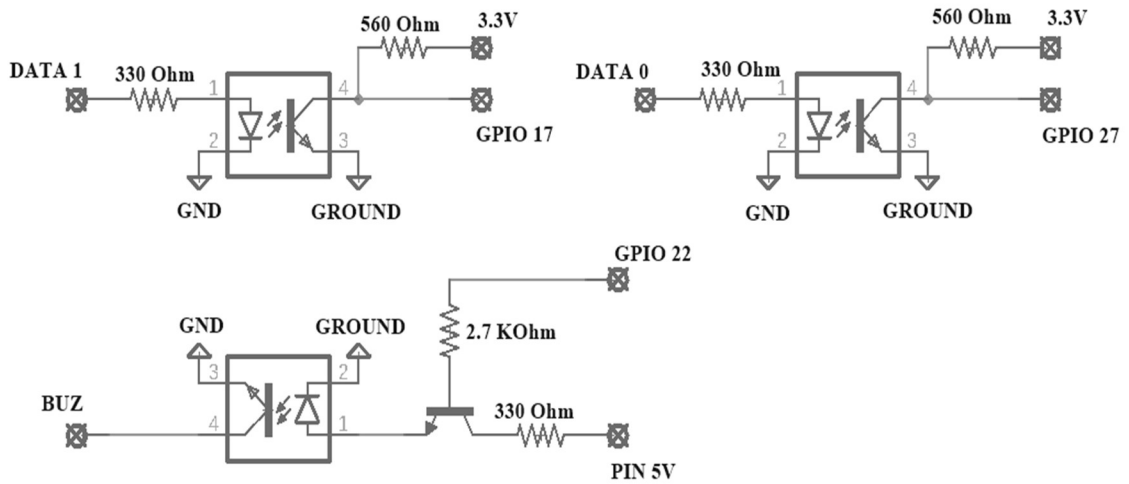 560 Ohm
3.3V
DATA 1
330 Ohm
1
4
GPIO 17
2
3
GND
GROUND
560 Ohm
3.3V
DATA 0
330 Ohm
1
4
GPIO 27
2
3
GND
GROUND
GPIO 22
2.7 KOhm
GND
GROUND
3
2
BUZ
4
1
330 Ohm
PIN 5V